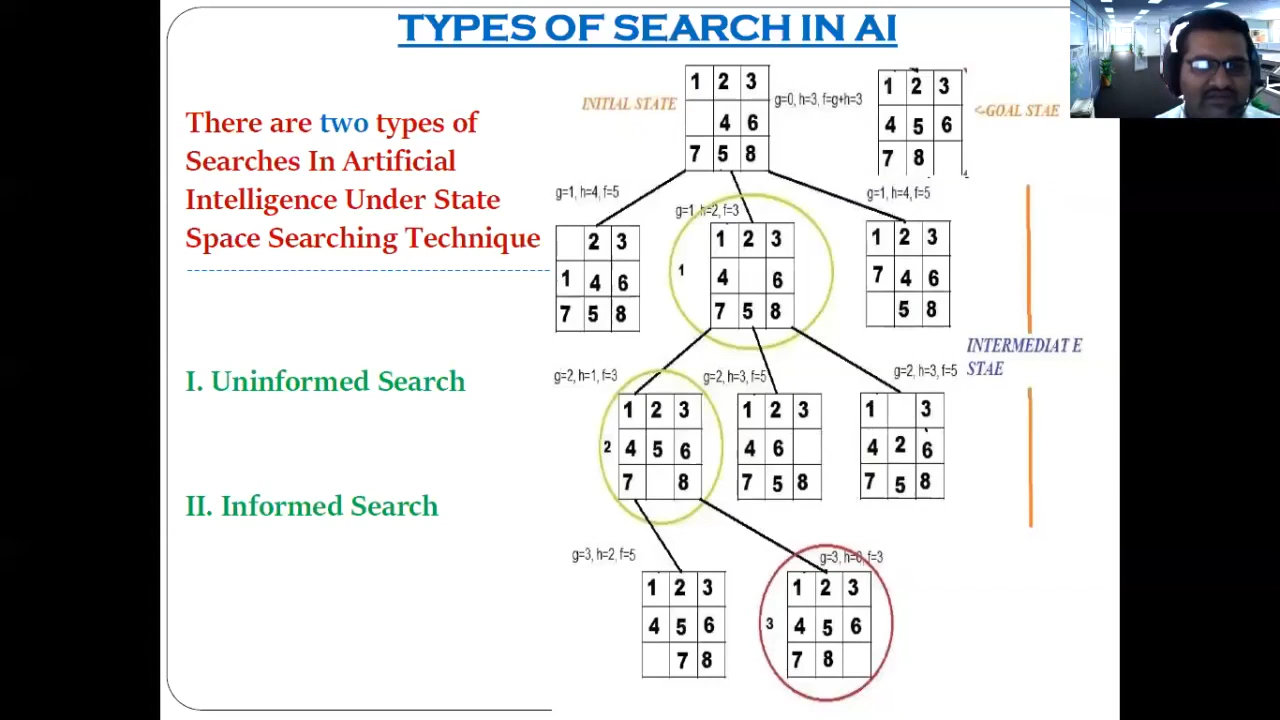 TYPES OF SEARCH IN AI
There are two types of
Searches In Artificial
Intelligence Under State
Space Searching Technique
I. Uninformed Search
II. Informed Search
INITIAL STATE
1 2 3
4 6
7 5 8
g=0, h=3, f=g+h=3
1 2 3
4 5 6
7 8
<-GOAL STAE
g=1, h=4, f=5
2 3
1 4 6
7 5 8
g=1, h=2, f=3
1
1 2 3
4 6
7 5 8
g=1, h=4, f=5
1 2 3
7 4 6
5 8
INTERMEDIAT E
STAE
g=2, h=1, f=3
2
1 2 3
4 5 6
7 8
g=2, h=3, f=5
1 2 3
4 6
7 5 8
g=2, h=3, f=5
1 3
4 2 6
7 5 8
g=3, h=2, f=5
1 2 3
4 5 6
7 8
g=3, h=0, f=3
3
1 2 3
4 5 6
7 8